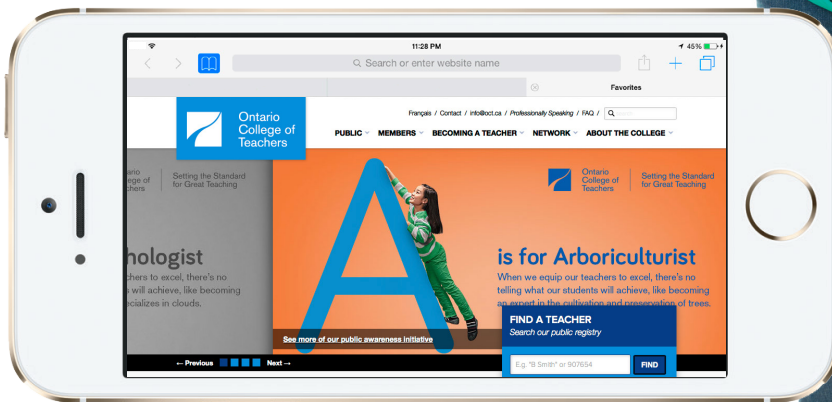 11:28 PM
45%
Search or enter website name
Favorites
Français / Contact / info@oct.ca / Professionally Speaking / FAQ /
Ontario
College of
Teachers
PUBLIC
MEMBERS
BECOMING A TEACHER
NETWORK
ABOUT THE COLLEGE
ario
ege of
chers
Setting the Standard
for Great Teaching
Ontario
College of
Teachers
Setting the Standard
for Great Teaching
hologist
chers to excel, there's no
s will achieve, like becoming
ecializes in clouds.
A
is for Arboriculturist
When we equip our teachers to excel, there's no
telling what our students will achieve, like becoming
an expert in the cultivation and preservation of trees.
See more of our public awareness initiative
FIND A TEACHER
Search our public registry
E.g. "B Smith" or 907654
FIND
← Previous
Next →